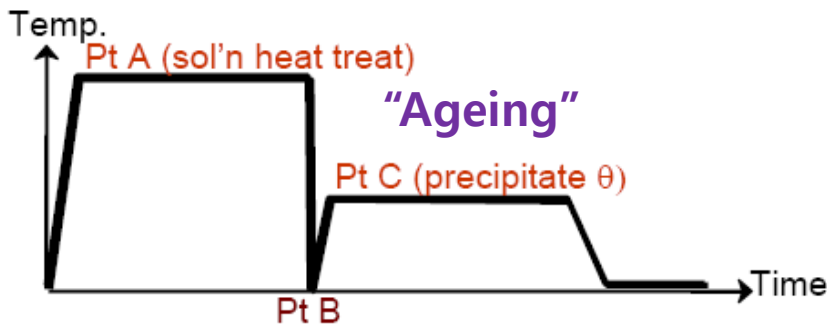 Temp.
Pt A (sol'n heat treat)
“Ageing”
Pt C (precipitate θ)
Time
Pt B